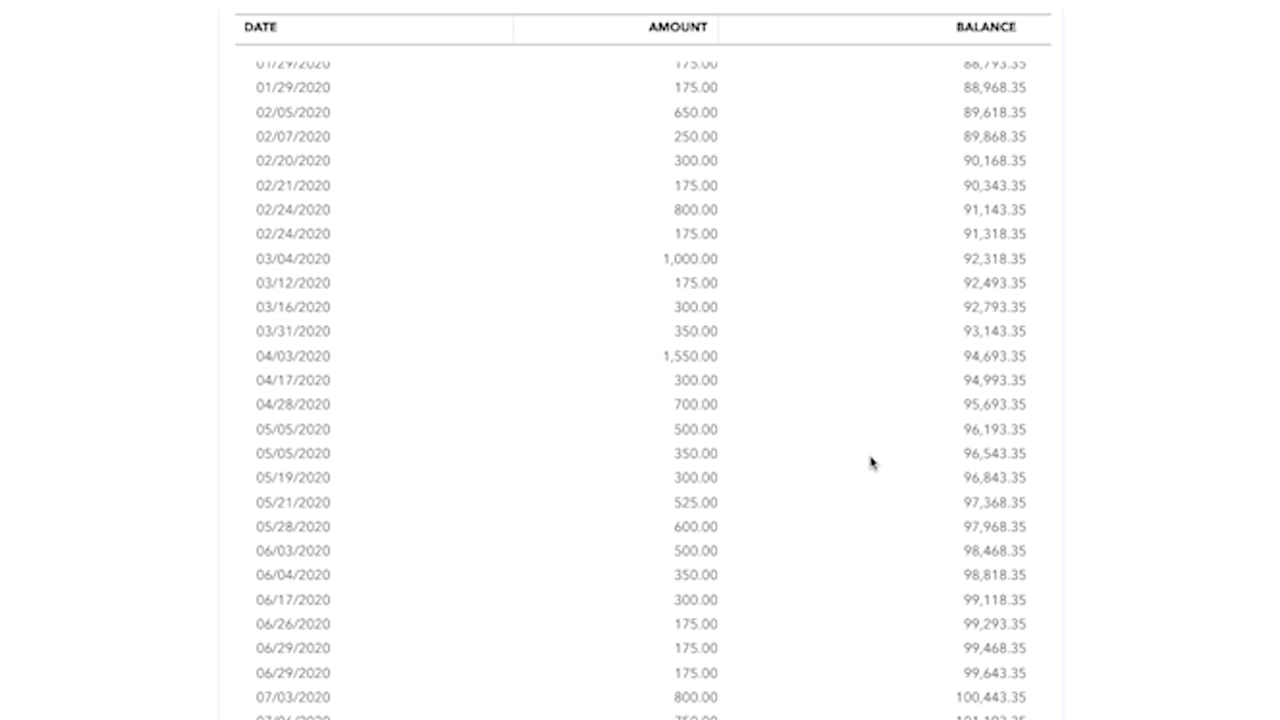 DATE AMOUNT BALANCE
01/29/2020 175.00 88,793.35
01/29/2020 175.00 88,968.35
02/05/2020 650.00 89,618.35
02/07/2020 250.00 89,868.35
02/20/2020 300.00 90,168.35
02/21/2020 175.00 90,343.35
02/24/2020 800.00 91,143.35
02/24/2020 175.00 91,318.35
03/04/2020 1,000.00 92,318.35
03/12/2020 175.00 92,493.35
03/16/2020 300.00 92,793.35
03/31/2020 350.00 93,143.35
04/03/2020 1,550.00 94,693.35
04/17/2020 300.00 94,993.35
04/28/2020 700.00 95,693.35
05/05/2020 500.00 96,193.35
05/05/2020 350.00 96,543.35
05/19/2020 300.00 96,843.35
05/21/2020 525.00 97,368.35
05/28/2020 600.00 97,968.35
06/03/2020 500.00 98,468.35
06/04/2020 350.00 98,818.35
06/17/2020 300.00 99,118.35
06/26/2020 175.00 99,293.35
06/29/2020 175.00 99,468.35
06/29/2020 175.00 99,643.35
07/03/2020 800.00 100,443.35